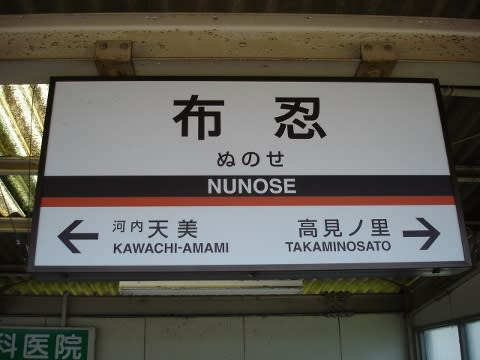 布忍
ぬのせ
NUNOSE
← 河内天美 高見ノ里 →
KAWACHI-AMAMI TAKAMINOSATO
科医院